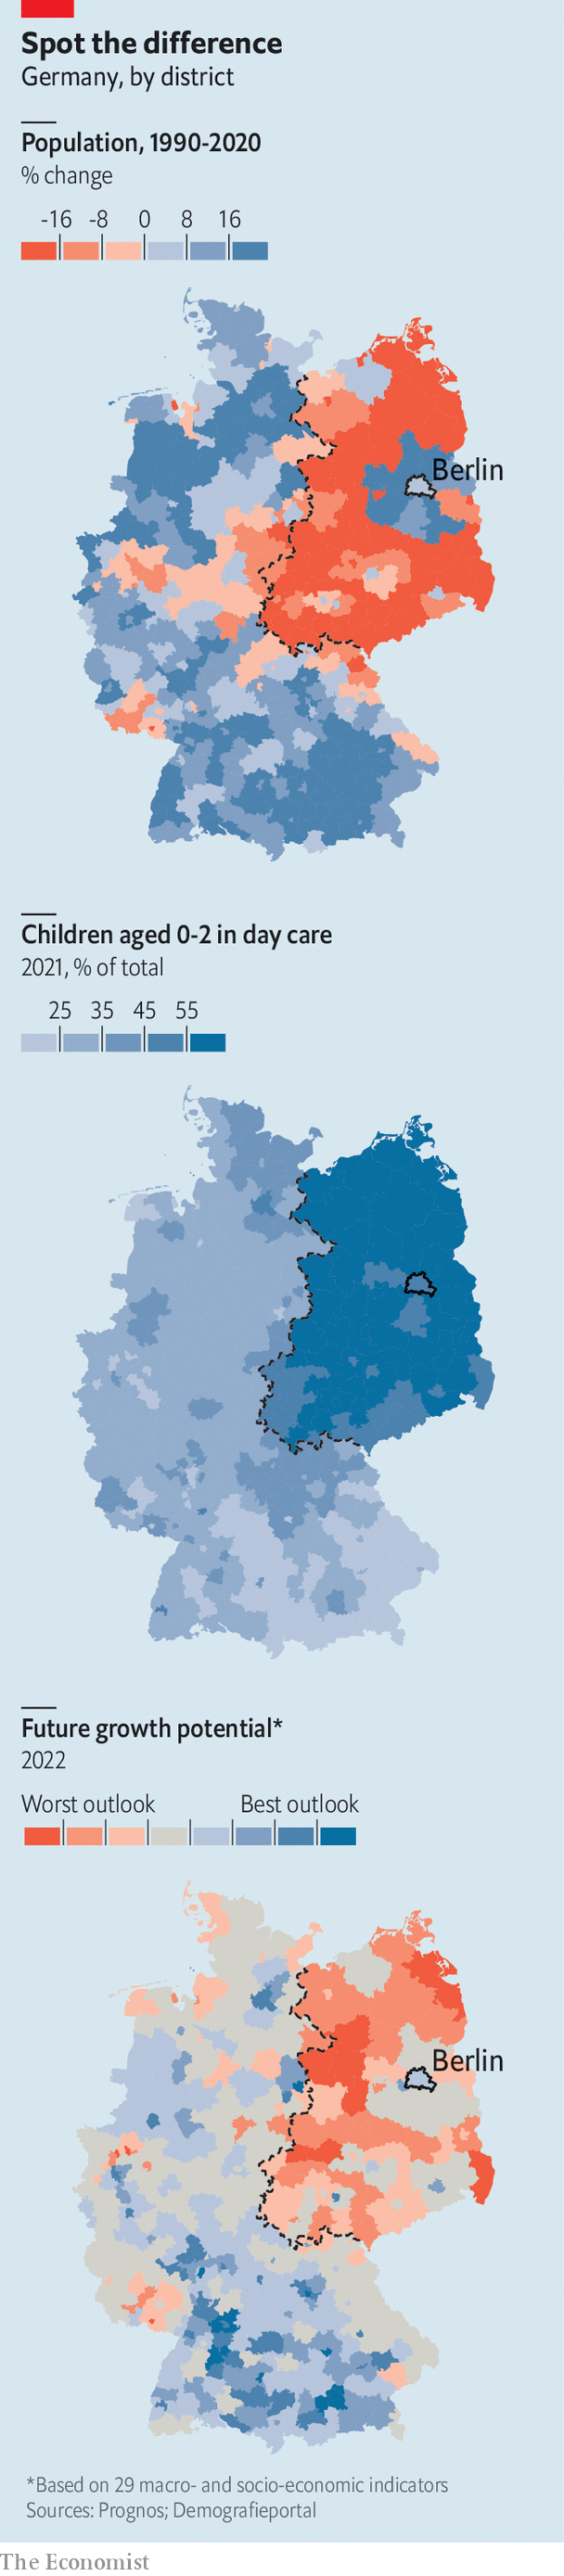 Spot the difference
Germany, by district
Population, 1990-2020
% change
-16 -8 0 8 16
Berlin
Children aged 0-2 in day care
2021, % of total
25 35 45 55
Future growth potential*
2022
Worst outlook Best outlook
Berlin
*Based on 29 macro- and socio-economic indicators
Sources: Prognos; Demografieportal
The Economist